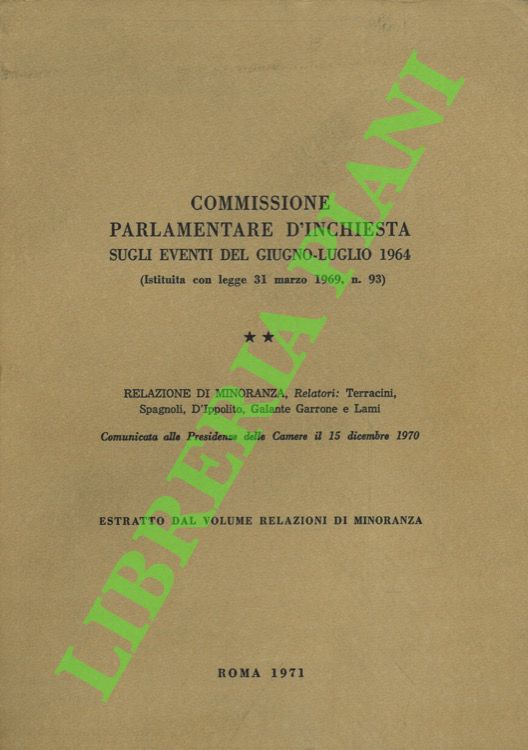 COMMISSIONE
PARLAMENTARE D'INCHIESTA
SUGLI EVENTI DEL GIUGNO-LUGLIO 1964
(Istituita con legge 31 marzo 1969, n. 93)
★★
RELAZIONE DI MINORANZA, Relatori: Terracini,
Spagnoli, D'Ippolito, Galante Garrone e Lami
Comunicata alle Presidenze delle Camere il 15 dicembre 1970
ESTRATTO DAL VOLUME RELAZIONI DI MINORANZA
ROMA 1971
LIBRERIA PIANI